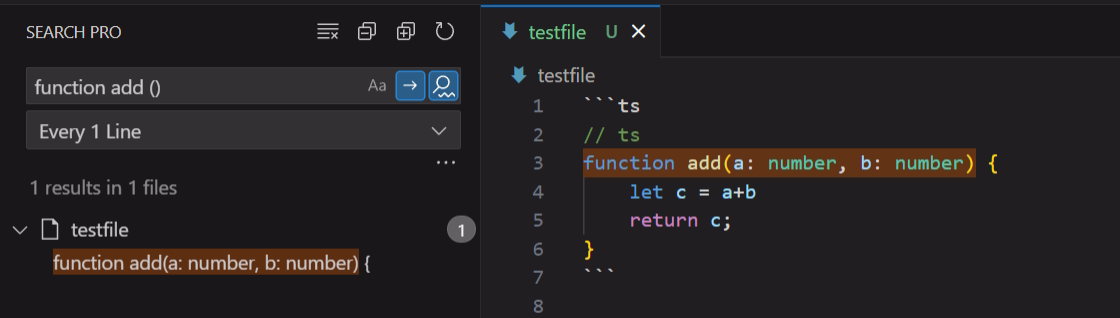 SEARCH PRO
function add ()
Aa
Every 1 Line
...
1 results in 1 files
testfile
1
function add(a: number, b: number) {
testfile U
testfile
1 ```ts
2 // ts
3 function add(a: number, b: number) {
4 let c = a+b
5 return c;
6 }
7 ```
8